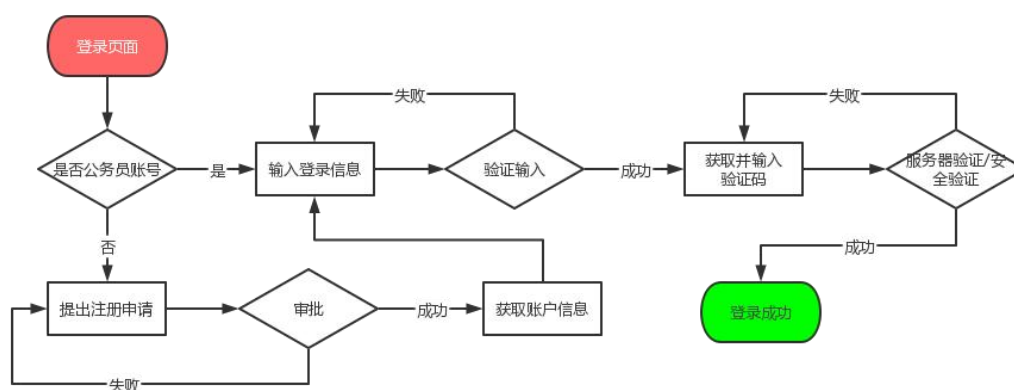 登录页面
失败
失败
是否公务员账号
是
输入登录信息
验证输入
成功
获取并输入
验证码
服务器验证/安
全验证
否
成功
提出注册申请
审批
成功
获取账户信息
登录成功
失败